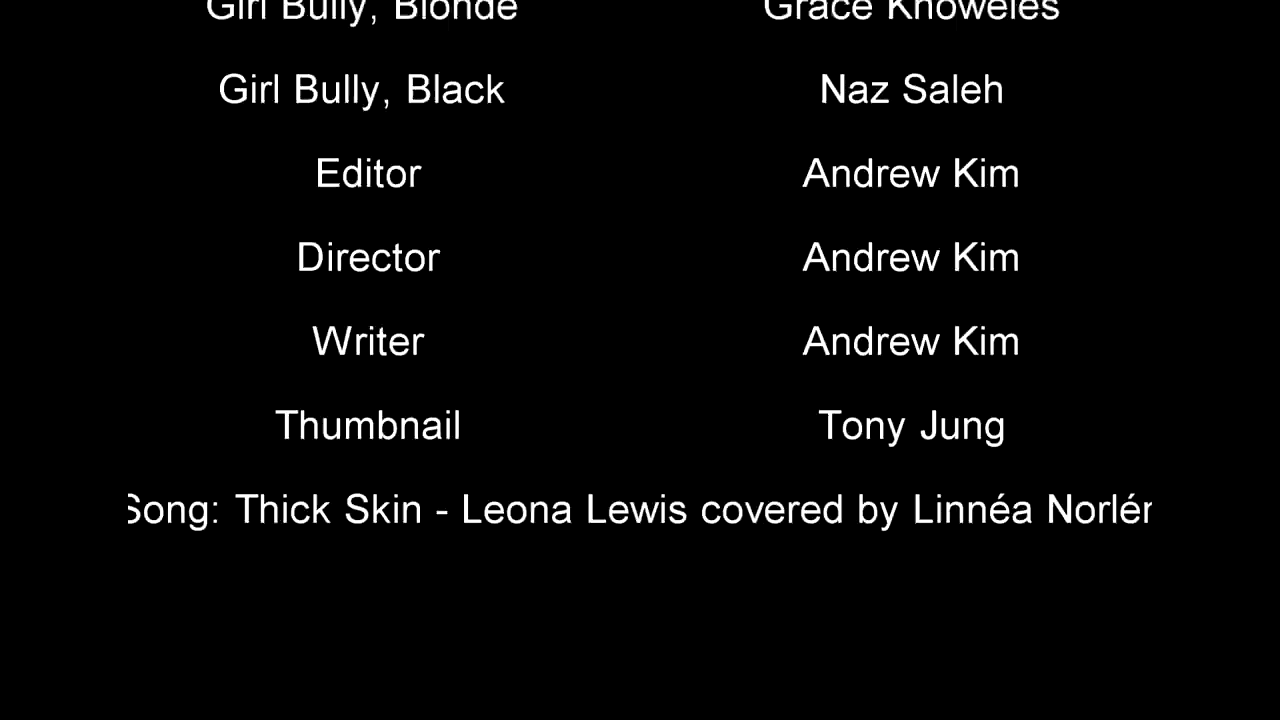 Girl Bully, Blonde Grace Knoweles
Girl Bully, Black Naz Saleh
Editor Andrew Kim
Director Andrew Kim
Writer Andrew Kim
Thumbnail Tony Jung
Song: Thick Skin - Leona Lewis covered by Linnéa Norlén